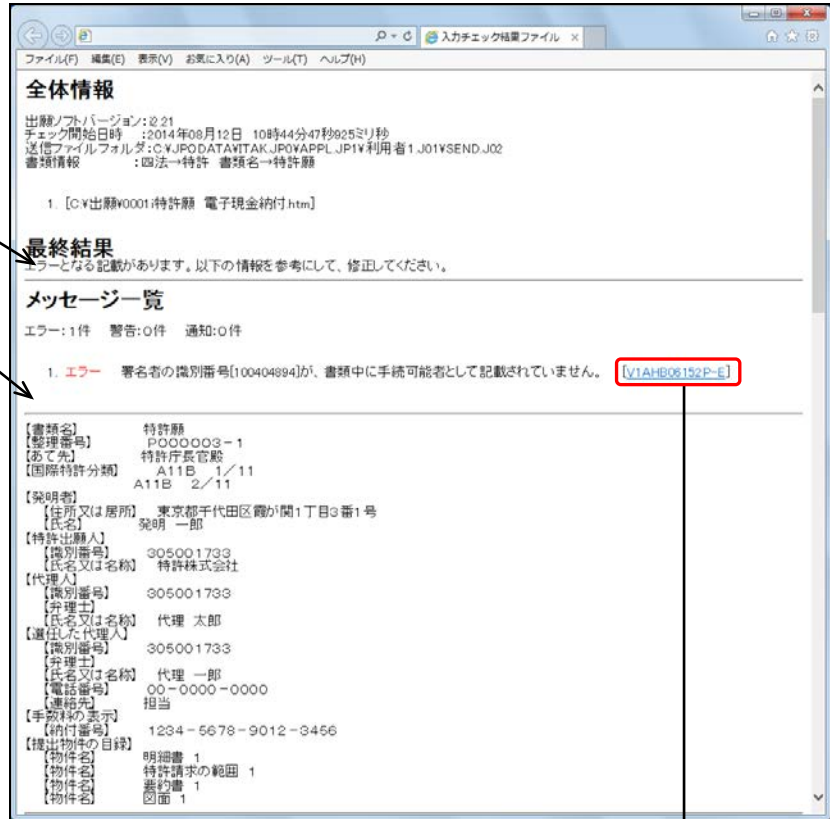 入力チェック結果ファイル
ファイル(F) 編集(E) 表示(V) お気に入り(A) ツール(T) ヘルプ(H)
全体情報
出願ソフトバージョン:i2.21
チェック開始日時 :2014年08月12日 10時44分47秒925ミリ秒
送信ファイルフォルダ:C:¥JPODATA¥ITAK.JP0¥APPL.JP1¥利用者1.J01¥SEND.J02
書類情報 :四法→特許 書類名→特許願
1. [C:¥出願¥0001特許願 電子現金納付.htm]
最終結果
エラーとなる記載があります。以下の情報を参考にして、修正してください。
メッセージ一覧
エラー:1件 警告:0件 通知:0件
1. エラー 署名者の識別番号[100404894]が、書類中に手続可能者として記載されていません。 [V1AHB06152P-E]
【書類名】 特許願
【整理番号】 P000003-1
【あて先】 特許庁長官殿
【国際特許分類】 A11B 1/11
A11B 2/11
【発明者】
【住所又は居所】 東京都千代田区霞が関1丁目3番1号
【氏名】 発明 一郎
【特許出願人】
【識別番号】 305001733
【氏名又は名称】 特許株式会社
【代理人】
【識別番号】 305001733
【弁理士】
【氏名又は名称】 代理 太郎
【選任した代理人】
【識別番号】 305001733
【弁理士】
【氏名又は名称】 代理 一郎
【電話番号】 00-0000-0000
【連絡先】 担当
【手数料の表示】
【納付番号】 1234-5678-9012-3456
【提出物件の目録】
【物件名】 明細書 1
【物件名】 特許請求の範囲 1
【物件名】 要約書 1
【物件名】 図面 1